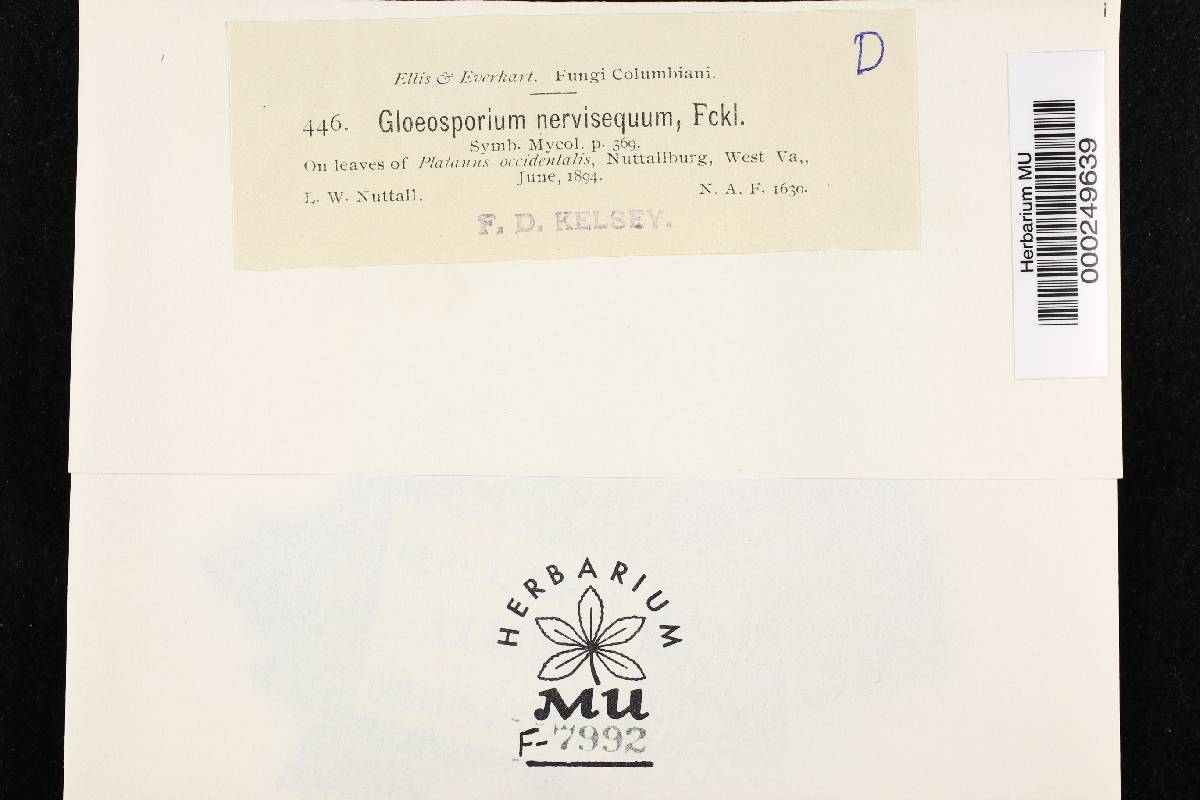 D
Ellis & Everhart. Fungi Columbiani.
446. Gloeosporium nervisequum, Fckl.
Symb. Mycol. p. 369.
On leaves of Platanus occidentalis, Nuttallburg, West Va,,
June, 1894.
L. W. Nuttall. N. A. F. 1630.
F. D. KELSEY.
Herbarium MU
000249639
HERBARIUM
MU
F-7992